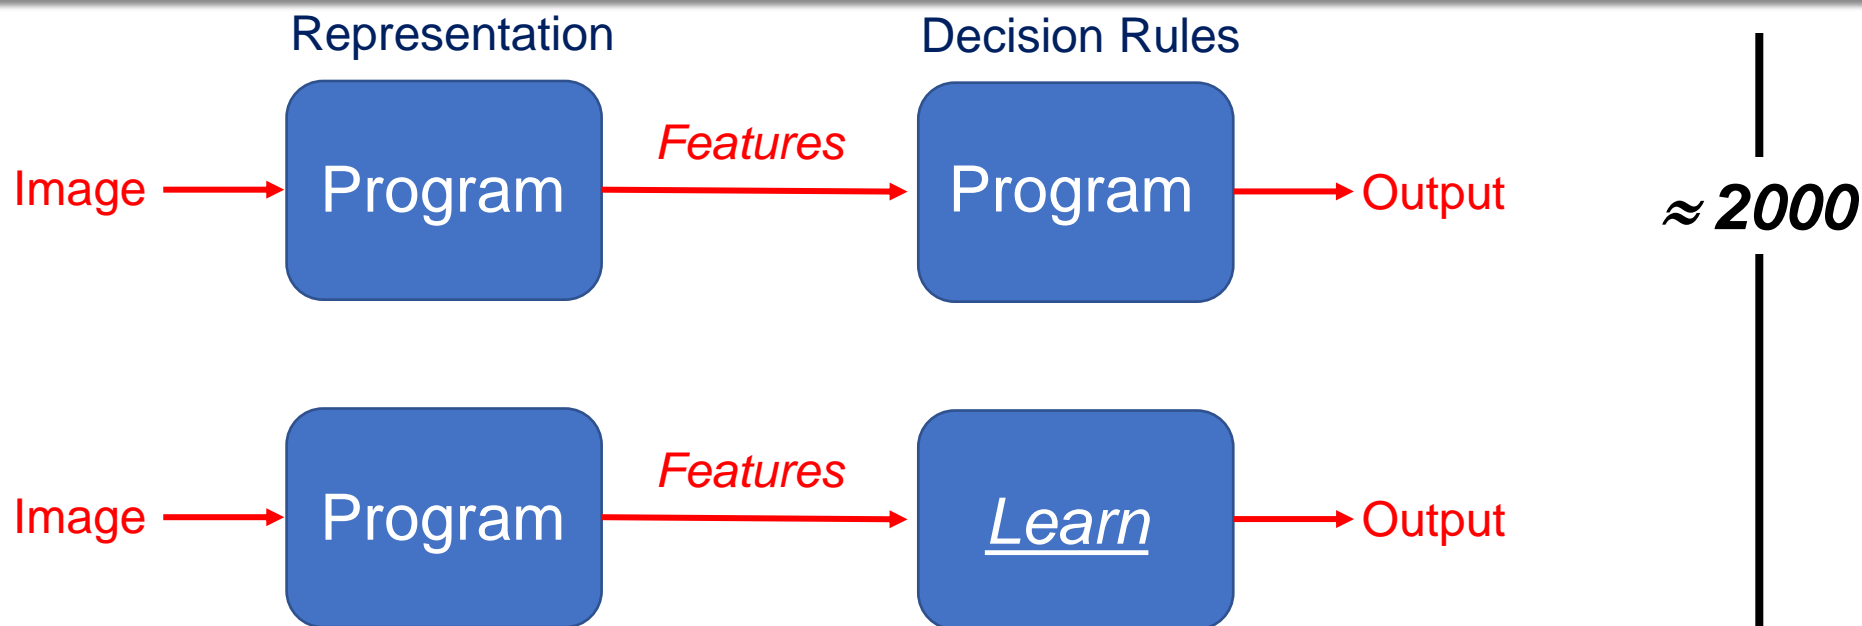 Representation
Decision Rules
Image
Program
Features
Program
Output
≈ 2000
Image
Program
Features
Learn
Output